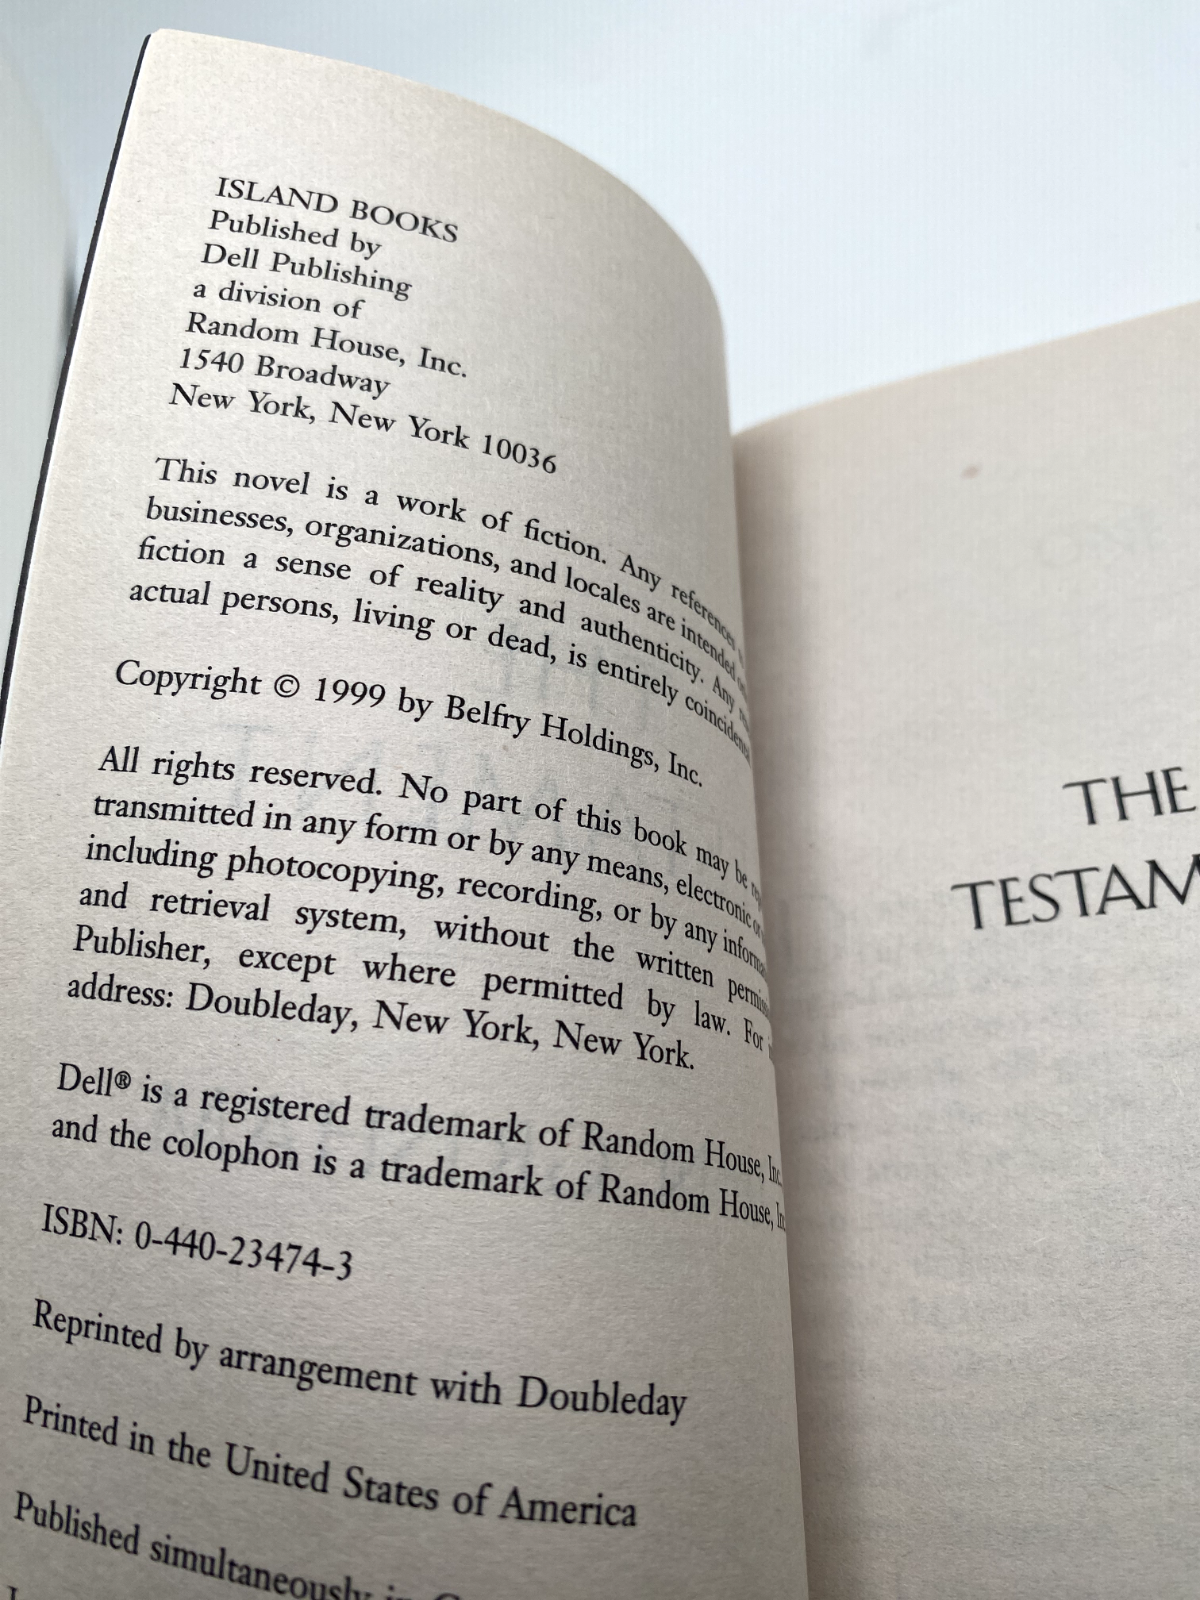 ISLAND BOOKS
Published by
Dell Publishing
a division of
Random House, Inc.
1540 Broadway
New York, New York 10036
This novel is a work of fiction. Any references
businesses, organizations, and locales are intended
fiction a sense of reality and authenticity. Any
actual persons, living or dead, is entirely
Copyright © 1999 by Belfry Holdings, Inc.
All rights reserved. No part of this book may be
transmitted in any form or by any means, electronic or
including photocopying, recording, or by any
and retrieval system, without the written
Publisher, except where permitted by law. For
address: Doubleday, New York, New York.
Dell® is a registered trademark of Random House, Inc.
and the colophon is a trademark of Random House,
ISBN: 0-440-23474-3
Reprinted by arrangement with Doubleday
Printed in the United States of America
Published simultaneously in
THE
TESTAM